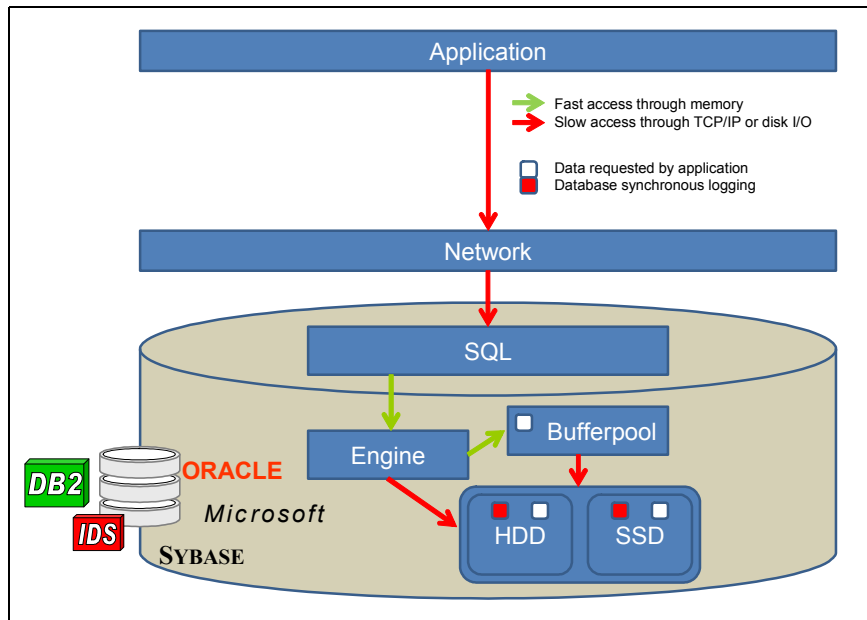 Application
Fast access through memory
Slow access through TCP/IP or disk I/O
Data requested by application
Database synchronous logging
Network
SQL
Engine
Bufferpool
DB2
ORACLE
IDS
Microsoft
SYBASE
HDD
SSD